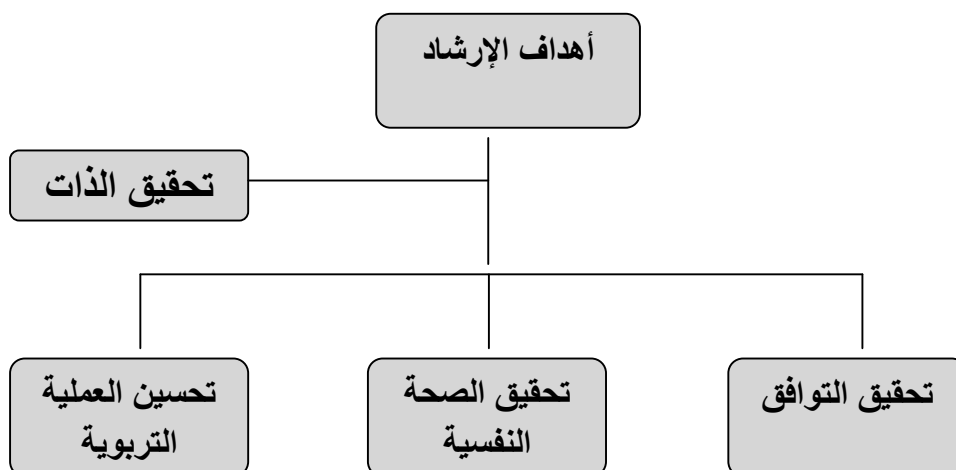 أهداف الإرشاد
تحقيق الذات
تحقيق التوافق
تحقيق الصحة
النفسية
تحسين العملية
التربوية